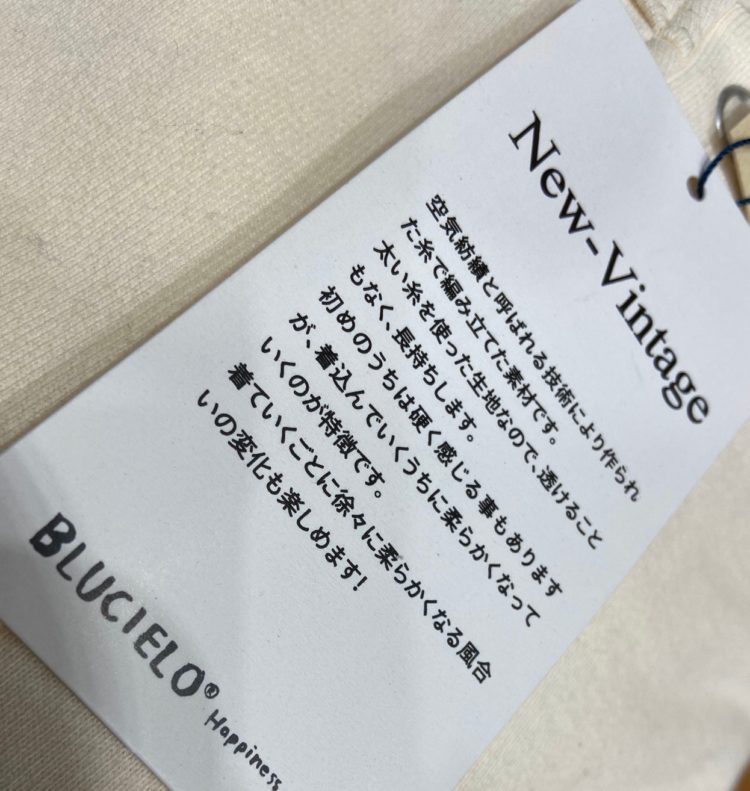 New-Vintage
空気紡績と呼ばれる技術により作られ
た糸で編み立てた素材です。
太い糸を使った生地なので、透けること
もなく、長持ちします。
初めのうちは硬く感じる事もあります
が、着込んでいくうちに柔らかくなって
いくのが特徴です。
着ていくごとに徐々に柔らかくなる風合
いの変化も楽しめます!
BLUCIELO®
Happiness